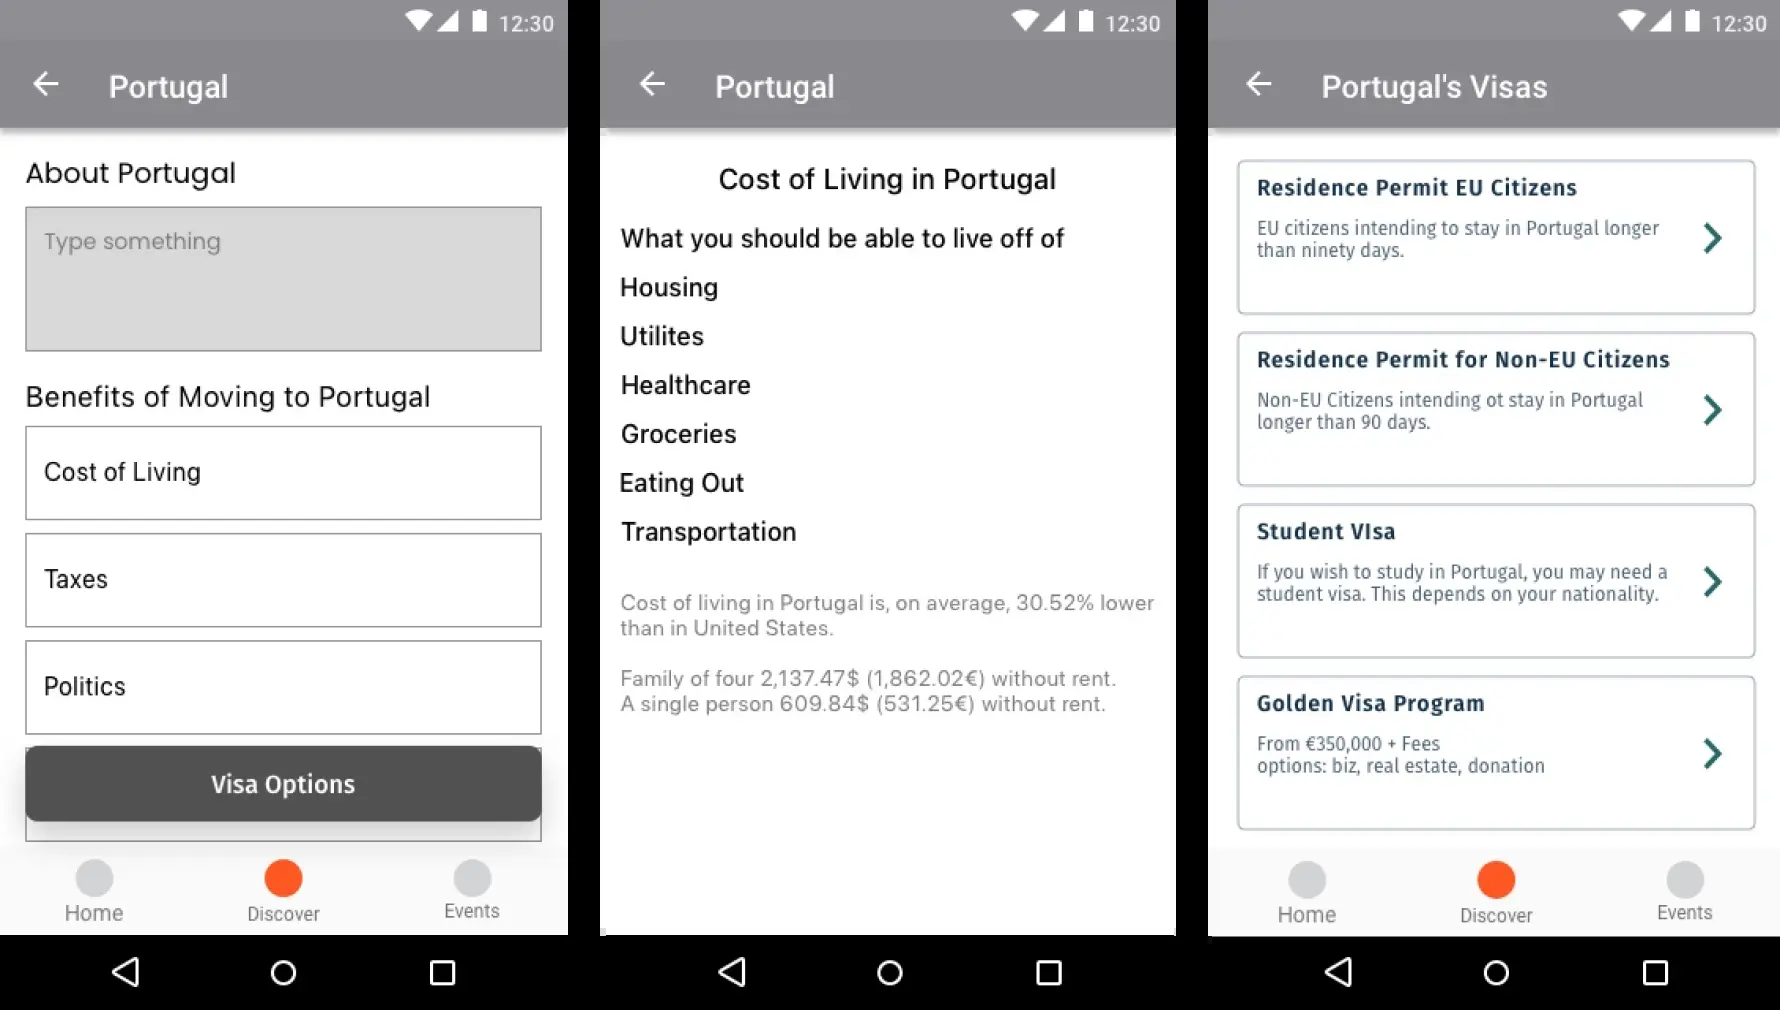 12:30
Portugal
About Portugal
Type something
Benefits of Moving to Portugal
Cost of Living
Taxes
Politics
Visa Options
Home
Discover
Events
12:30
Portugal
Cost of Living in Portugal
What you should be able to live off of
Housing
Utilites
Healthcare
Groceries
Eating Out
Transportation
Cost of living in Portugal is, on average, 30.52% lower
than in United States.
Family of four 2,137.47$ (1,862.02€) without rent.
A single person 609.84$ (531.25€) without rent.
12:30
Portugal's Visas
Residence Permit EU Citizens
EU citizens intending to stay in Portugal longer
than ninety days.
Residence Permit for Non-EU Citizens
Non-EU Citizens intending ot stay in Portugal
longer than 90 days.
Student VIsa
If you wish to study in Portugal, you may need a
student visa. This depends on your nationality.
Golden Visa Program
From €350,000 + Fees
options: biz, real estate, donation
Home
Discover
Events